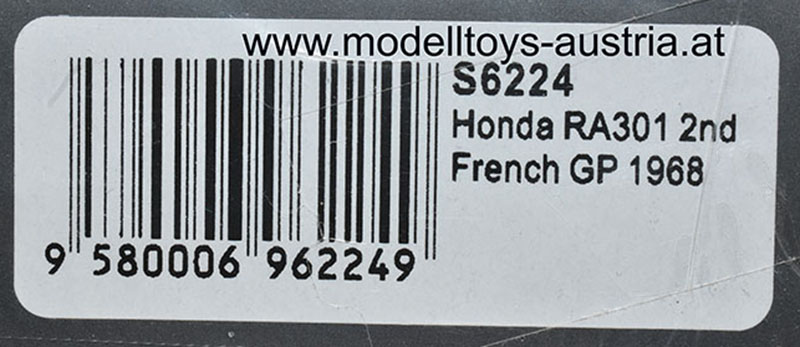 www.modelltoys-austria.at
S6224
Honda RA301 2nd
French GP 1968
9 580006 962249